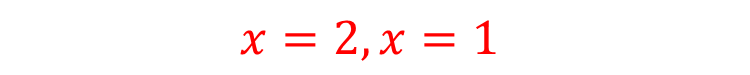 x = 2, x = 1